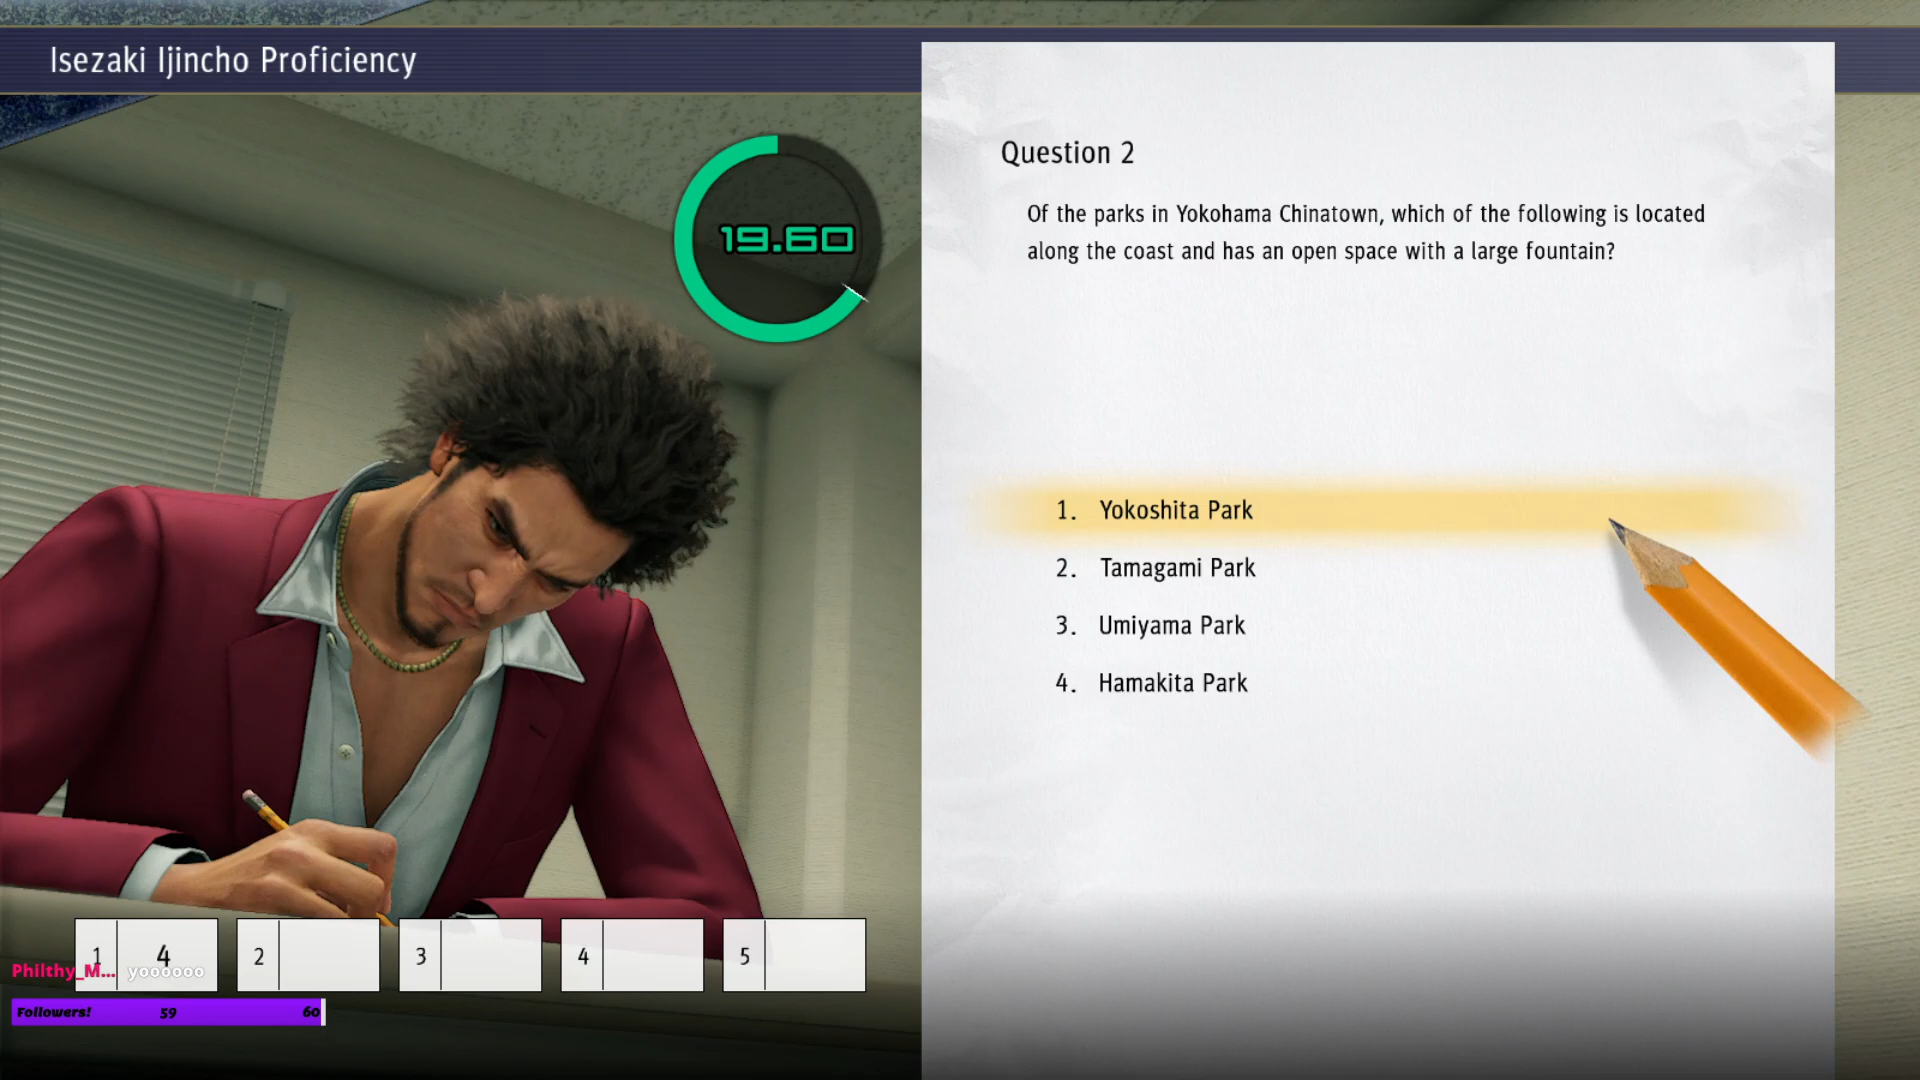 Isezaki Ijincho Proficiency
19.60
Question 2
Of the parks in Yokohama Chinatown, which of the following is located
along the coast and has an open space with a large fountain?
1. Yokoshita Park
2. Tamagami Park
3. Umiyama Park
4. Hamakita Park
1 4 2 3 4 5
Philthy_M... yoooooo
Followers! 59 60